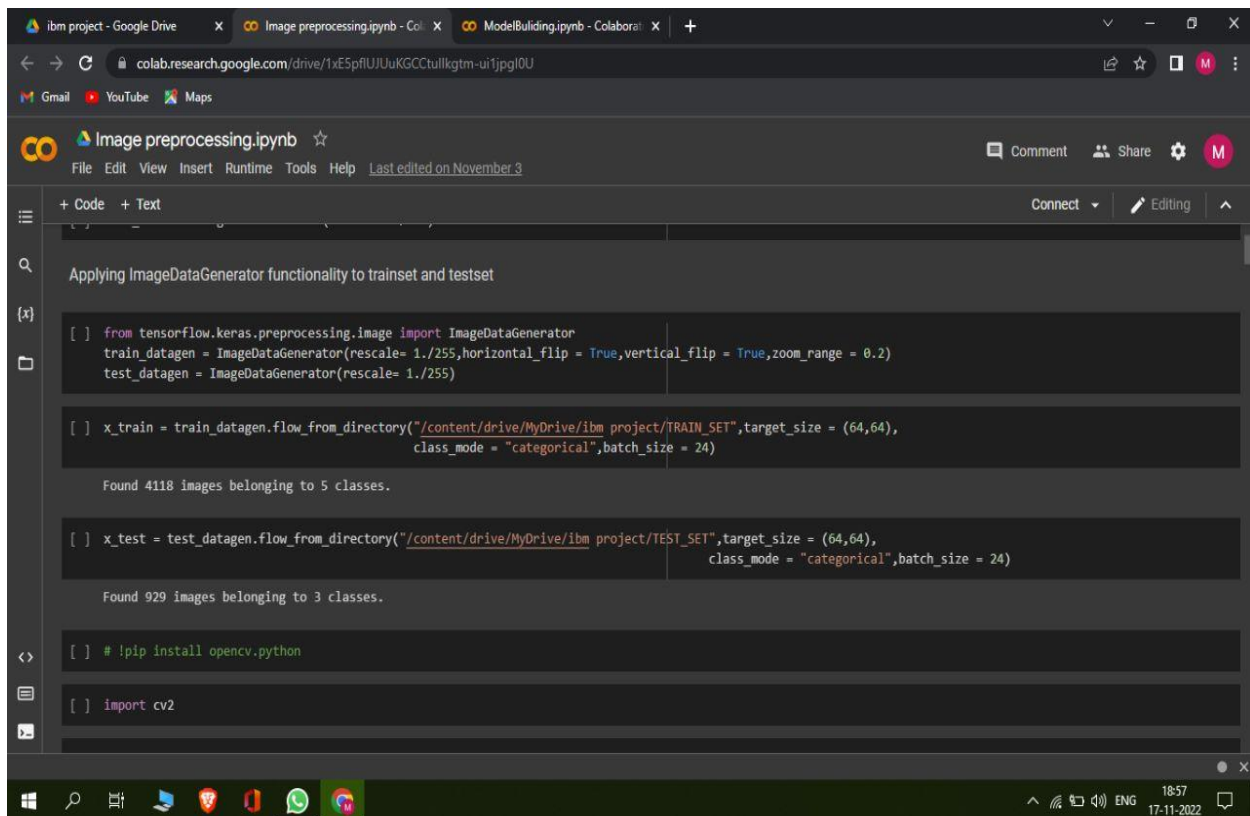 ibm project - Google Drive
Image preprocessing.ipynb - Col
ModelBuliding.ipynb - Colaborat
colab.research.google.com/drive/1xE5pflUJUuKGCCtullkgtm-ui1jpgl0U
M
Gmail YouTube Maps
Image preprocessing.ipynb
File Edit View Insert Runtime Tools Help Last edited on November 3
Comment Share M
+ Code + Text
Connect Editing
Applying ImageDataGenerator functionality to trainset and testset
{x}
[ ] from tensorflow.keras.preprocessing.image import ImageDataGenerator
train_datagen = ImageDataGenerator(rescale= 1./255,horizontal_flip = True,vertical_flip = True,zoom_range = 0.2)
test_datagen = ImageDataGenerator(rescale= 1./255)
[ ] x_train = train_datagen.flow_from_directory("/content/drive/MyDrive/ibm project/TRAIN_SET",target_size = (64,64),
class_mode = "categorical",batch_size = 24)
Found 4118 images belonging to 5 classes.
[ ] x_test = test_datagen.flow_from_directory("/content/drive/MyDrive/ibm project/TEST_SET",target_size = (64,64),
class_mode = "categorical",batch_size = 24)
Found 929 images belonging to 3 classes.
[ ] # !pip install opencv.python
[ ] import cv2
ENG
18:57
17-11-2022